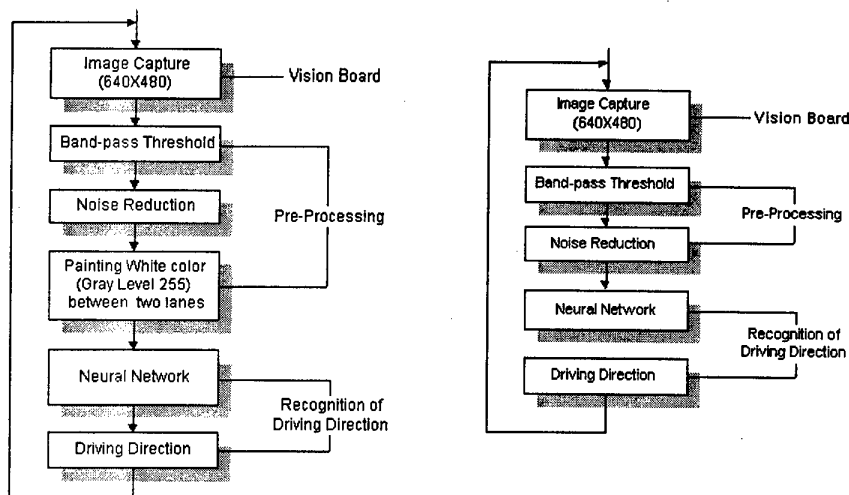 Image Capture
(640X480)
Vision Board
Band-pass Threshold
Noise Reduction
Pre-Processing
Painting White color
(Gray Level 255)
between two lanes
Neural Network
Recognition of
Driving Direction
Driving Direction
Image Capture
(640X480)
Vision Board
Band-pass Threshold
Pre-Processing
Noise Reduction
Neural Network
Recognition of
Driving Direction
Driving Direction